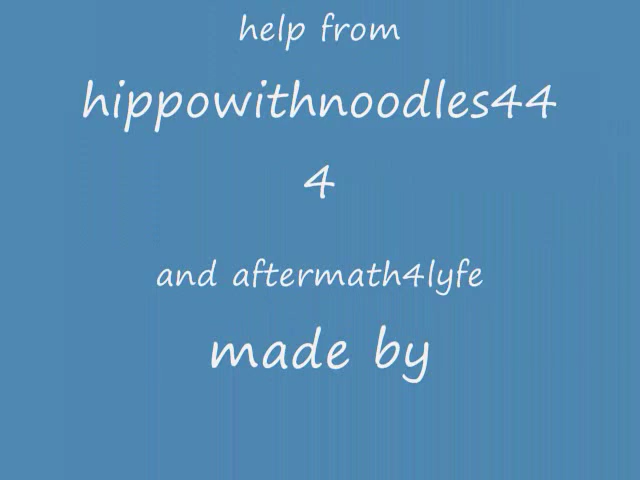 help from
hippowithnoodles44
4
and aftermath4lyfe
made by